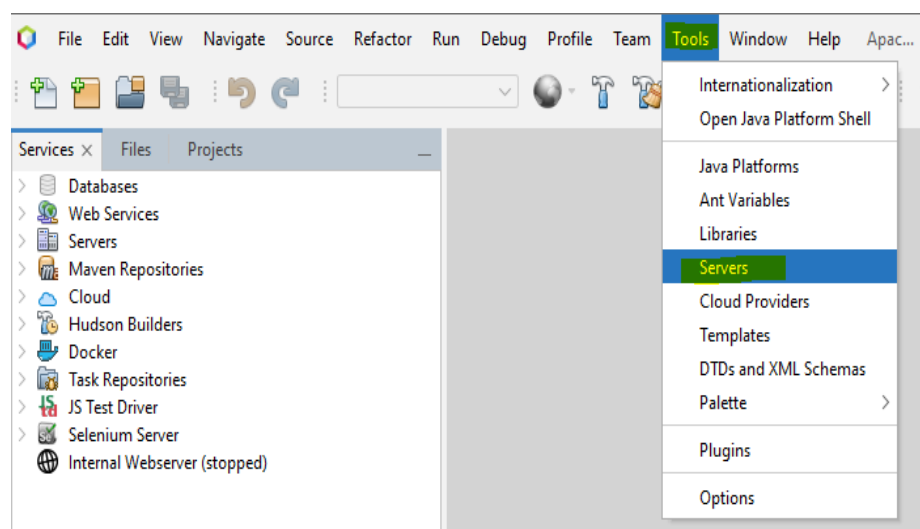 File Edit View Navigate Source Refactor Run Debug Profile Team Tools Window Help Apac...
Services Files Projects
Databases
Web Services
Servers
Maven Repositories
Cloud
Hudson Builders
Docker
Task Repositories
JS Test Driver
Selenium Server
Internal Webserver (stopped)
Internationalization
Open Java Platform Shell
Java Platforms
Ant Variables
Libraries
Servers
Cloud Providers
Templates
DTDs and XML Schemas
Palette
Plugins
Options